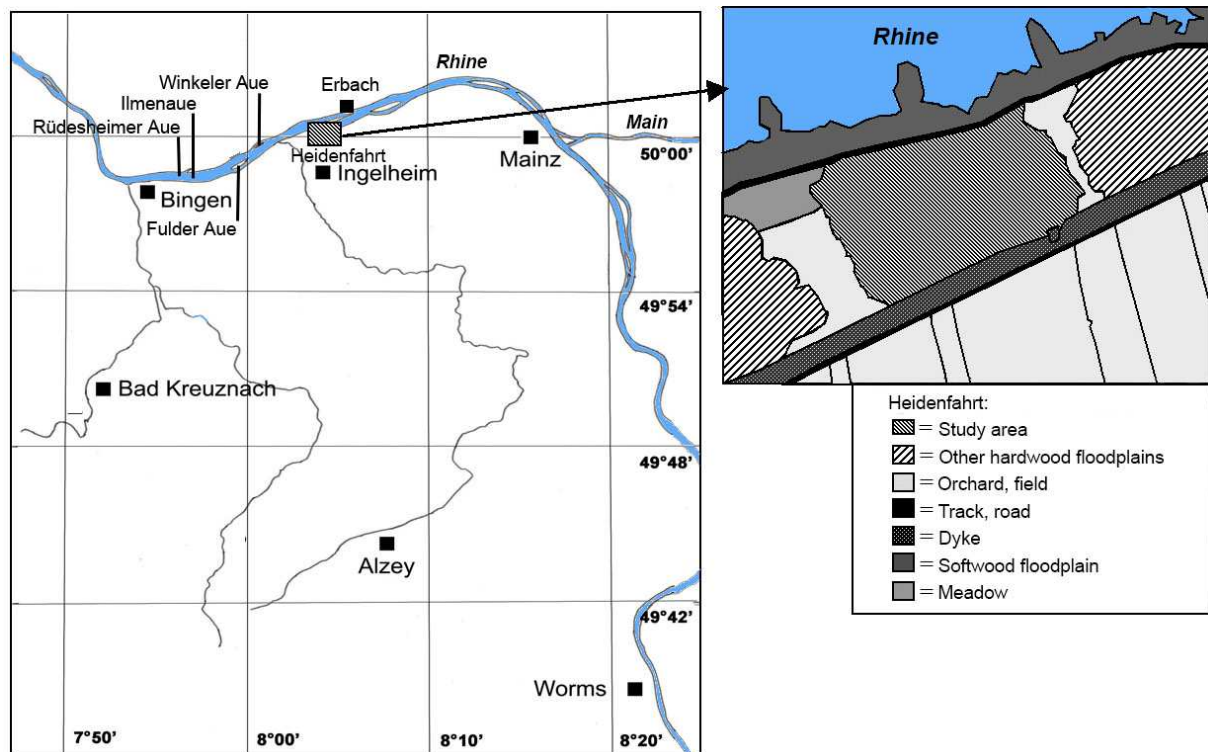 Rhine
Winkeler Aue
Erbach
Ilmenaue
Rüdesheimer Aue
Main
50°00’
Heidenfahrt
Mainz
Ingelheim
Bingen
Fulder Aue
49°54’
Bad Kreuznach
49°48’
Alzey
49°42’
Worms
7°50’
8°00’
8°10’
8°20’
Rhine
Heidenfahrt:
= Study area
= Other hardwood floodplains
= Orchard, field
= Track, road
= Dyke
= Softwood floodplain
= Meadow